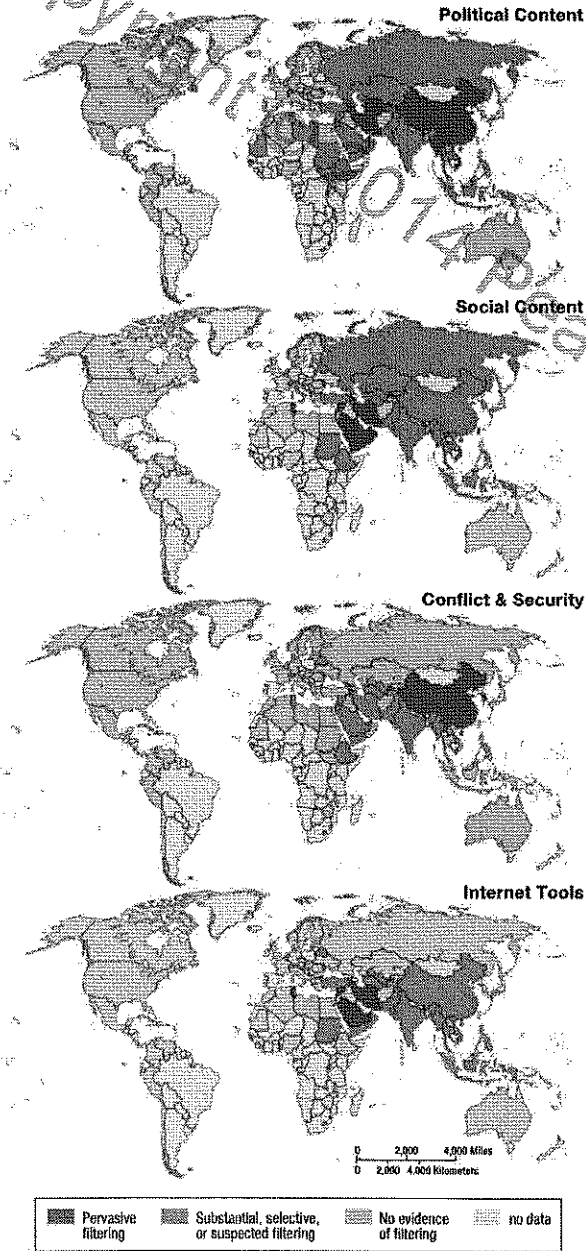 Political Content
Social Content
Conflict & Security
Internet Tools
0 2,000 4,000 Miles
0 2,000 4,000 Kilometers
Pervasive filtering
Substantial, selective, or suspected filtering
No evidence of filtering
no data